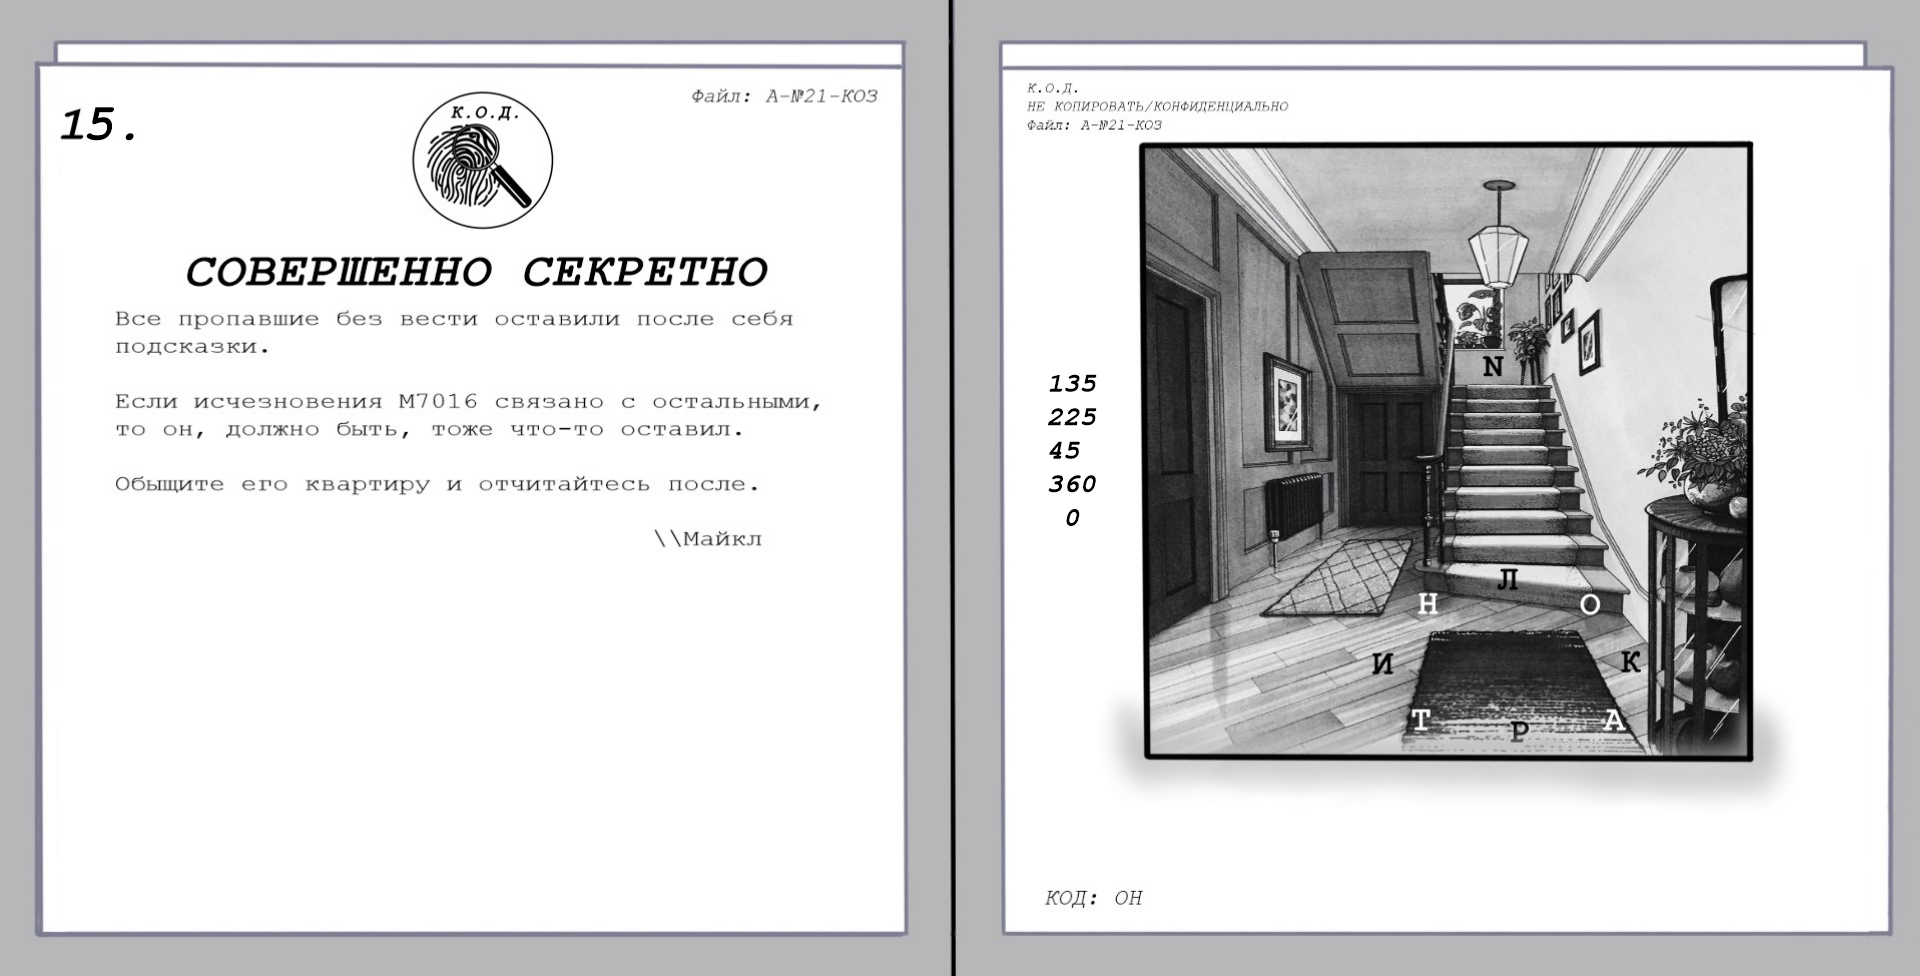 15.
К.О.Д.
Файл: А-№21-КОЗ
СОВЕРШЕННО СЕКРЕТНО
Все пропавшие без вести оставили после себя
подсказки.
Если исчезновения М7016 связано с остальными,
то он, должно быть, тоже что-то оставил.
Обыщите его квартиру и отчитайтесь после.
\\Майкл
К.О.Д.
НЕ КОПИРОВАТЬ/КОНФИДЕНЦИАЛЬНО
Файл: А-№21-КОЗ
135
225
45
360
0
N
Л
Н О
И К
Т Р А
КОД: ОН